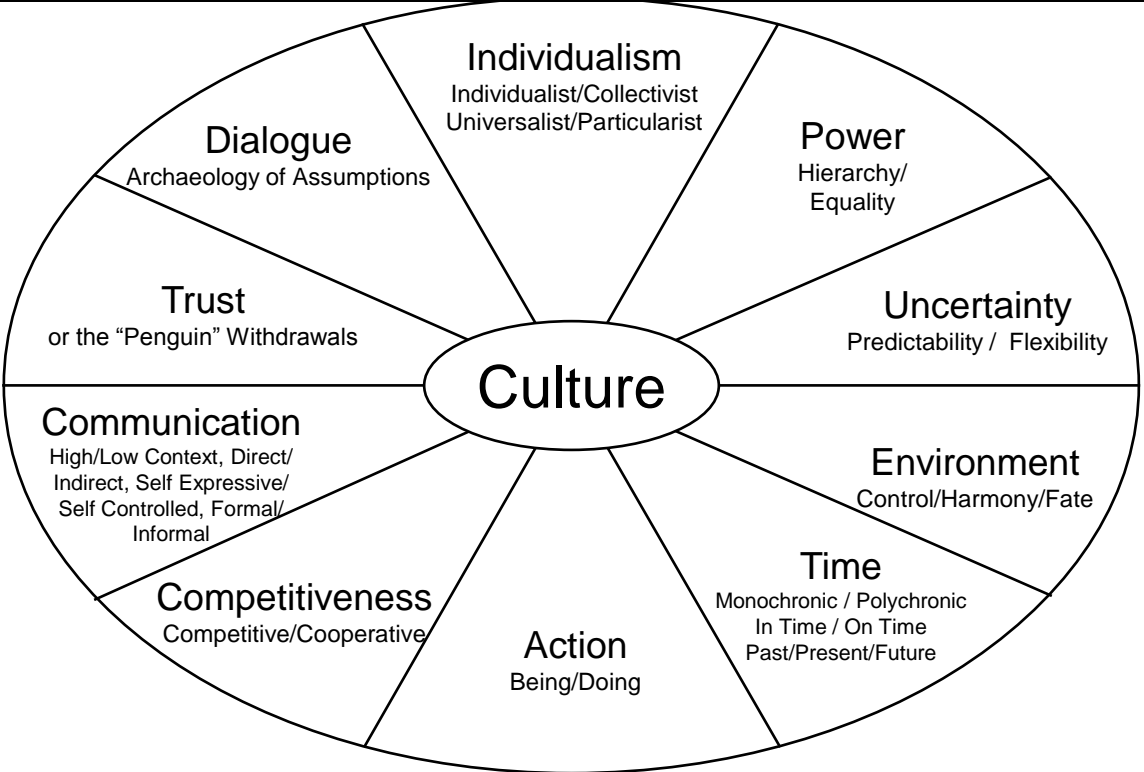 Individualism
Individualist/Collectivist
Universalist/Particularist
Power
Hierarchy/
Equality
Uncertainty
Predictability /  Flexibility
Environment
Control/Harmony/Fate
Time
Monochronic / Polychronic
In Time / On Time
Past/Present/Future
Action
Being/Doing
Competitiveness
Competitive/Cooperative
Communication
High/Low Context, Direct/
Indirect, Self Expressive/
Self Controlled, Formal/
Informal
Trust
or the “Penguin” Withdrawals
Dialogue
Archaeology of Assumptions
Culture